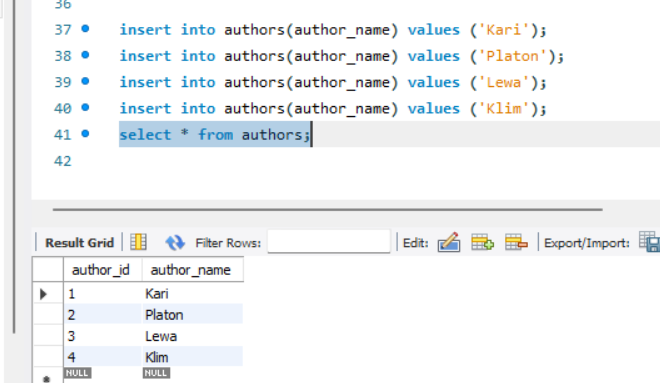 36
37 insert into authors(author_name) values ('Kari');
38 insert into authors(author_name) values ('Platon');
39 insert into authors(author_name) values ('Lewa');
40 insert into authors(author_name) values ('Klim');
41 select * from authors;
42
Result Grid Filter Rows: Edit: Export/Import:
author_id author_name
1 Kari
2 Platon
3 Lewa
4 Klim
NULL NULL